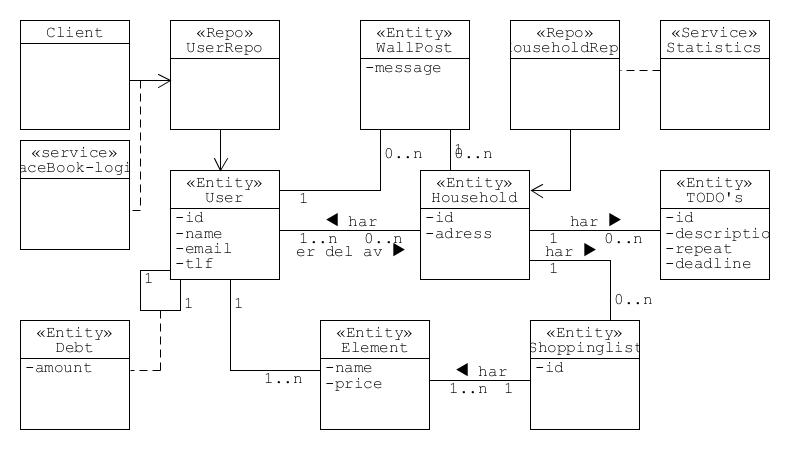 Client
«Repo»
UserRepo
«Entity»
WallPost
-message
«Repo»
ouseholdRep
«Service»
Statistics
«service»
aceBook-logi
0..n
1
0..n
1
«Entity»
User
-id
-name
-email
-tlf
har
1..n 0..n
er del av
«Entity»
Household
-id
-adress
har
1 0..n
har
1
0..n
«Entity»
TODO's
-id
-descriptio
-repeat
-deadline
1
1
1
«Entity»
Debt
-amount
1..n
«Entity»
Element
-name
-price
har
1..n 1
«Entity»
Shoppinglist
-id